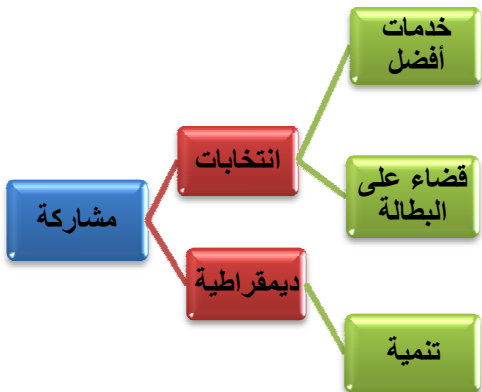 خدمات
أفضل
انتخابات
قضاء على
البطالة
مشاركة
ديمقراطية
تنمية